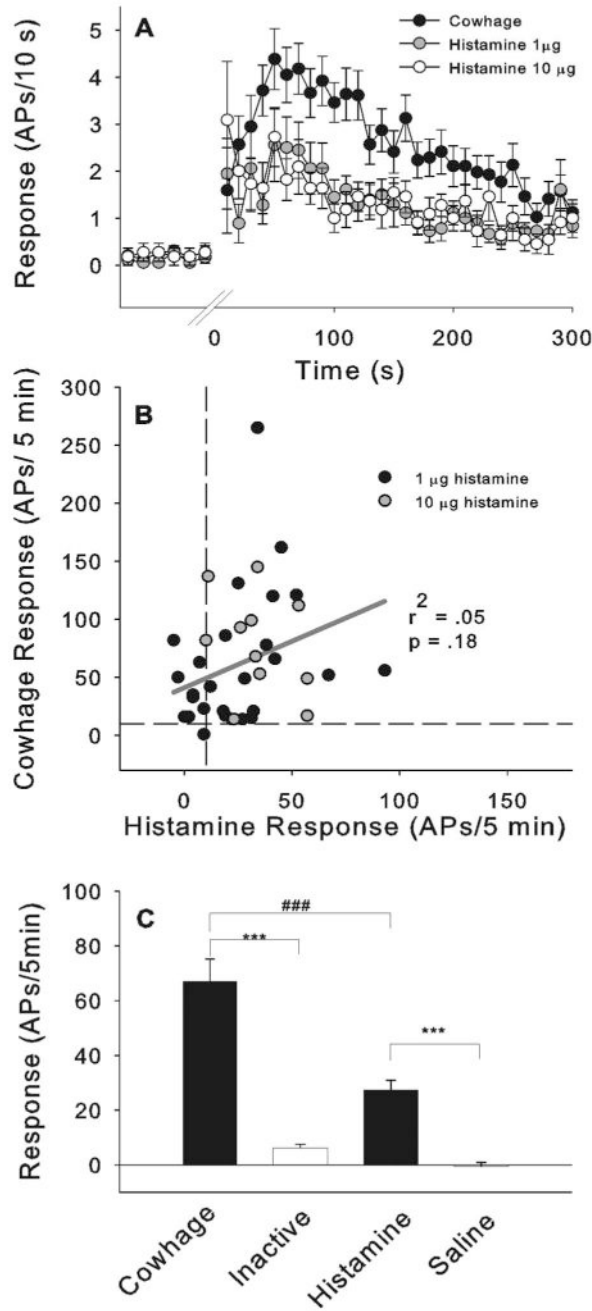 A
Cowhage
Histamine 1µg
Histamine 10 µg
Response (APs/10 s)
5
4
3
2
1
0
0 100 200 300
Time (s)
B
Cowhage Response (APs/ 5 min)
300
250
200
150
100
50
0
1 µg histamine
10 µg histamine
r2 = .05
p = .18
0 50 100 150
Histamine Response (APs/5 min)
C
Response (APs/5min)
100
80
60
40
20
0
###
***
***
Cowhage
Inactive
Histamine
Saline